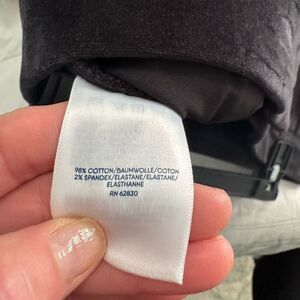 98% COTTON/BAUMWOLLE/COTON
2% SPANDEX/ELASTANE/ELASTANE/
ELASTHANNE
RN 62830